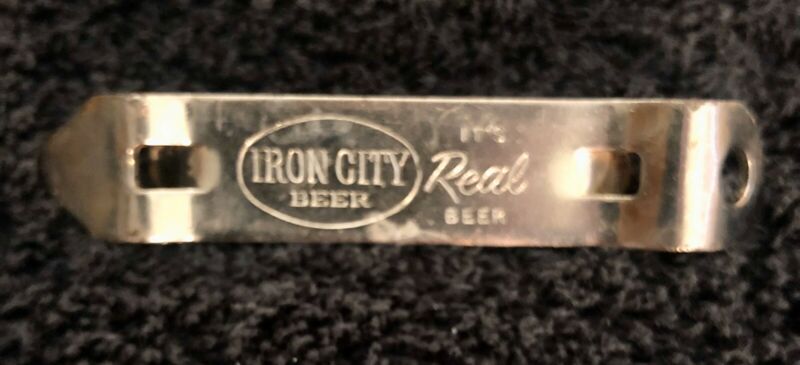 IRON CITY
BEER
IT'S
Real
BEER